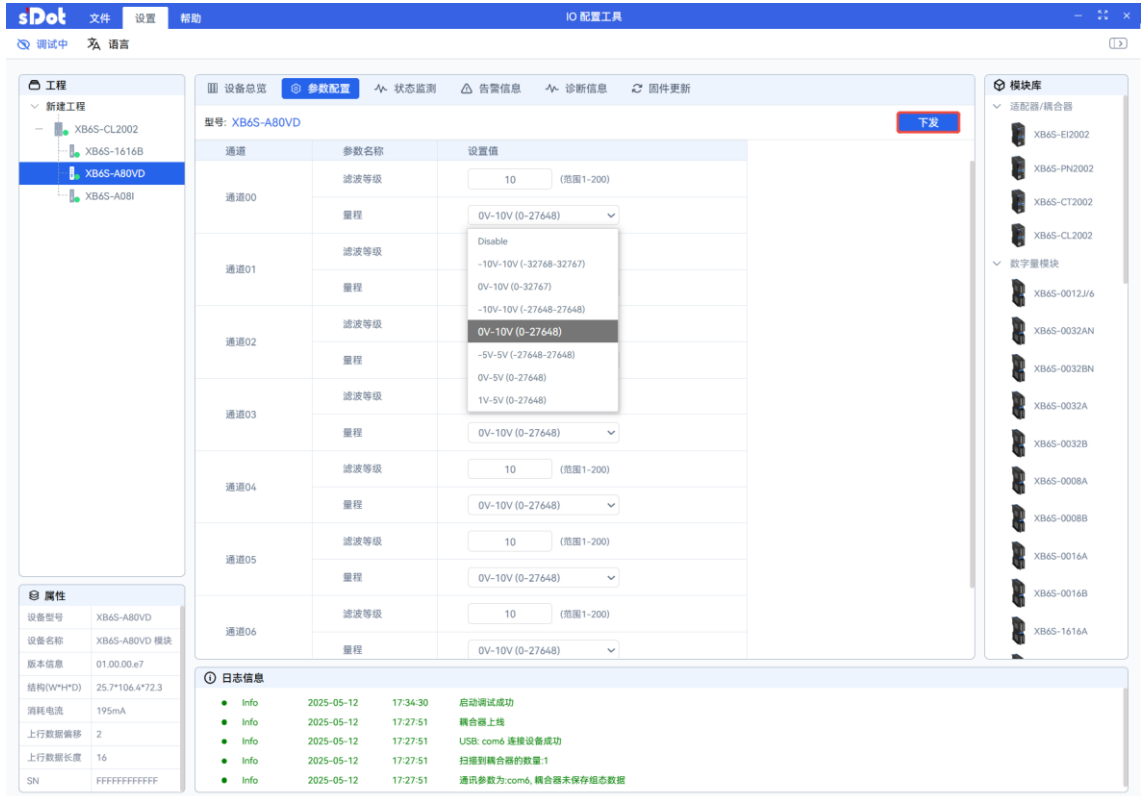 sDot 文件 设置 帮助 IO 配置工具
调试中 语言
工程
新建工程
XB6S-CL2002
XB6S-1616B
XB6S-A80VD
XB6S-A08I
设备总览 参数配置 状态监测 告警信息 诊断信息 固件更新
型号: XB6S-A80VD 下发
通道 参数名称 设置值
通道00
滤波等级 10 (范围1-200)
量程 0V-10V (0-27648)
Disable
-10V-10V (-32768-32767)
0V-10V (0-32767)
-10V-10V (-27648-27648)
0V-10V (0-27648)
-5V-5V (-27648-27648)
0V-5V (0-27648)
1V-5V (0-27648)
通道01
滤波等级
量程
通道02
滤波等级
量程
通道03
滤波等级
量程 0V-10V (0-27648)
通道04
滤波等级 10 (范围1-200)
量程 0V-10V (0-27648)
通道05
滤波等级 10 (范围1-200)
量程 0V-10V (0-27648)
通道06
滤波等级 10 (范围1-200)
量程 0V-10V (0-27648)
模块库
适配器/耦合器
XB6S-EI2002
XB6S-PN2002
XB6S-CT2002
XB6S-CL2002
数字量模块
XB6S-0012J/6
XB6S-0032AN
XB6S-0032BN
XB6S-0032A
XB6S-0032B
XB6S-0008A
XB6S-0008B
XB6S-0016A
XB6S-0016B
XB6S-1616A
属性
设备型号 XB6S-A80VD
设备名称 XB6S-A80VD 模块
版本信息 01.00.00.e7
结构(W*H*D) 25.7*106.4*72.3
消耗电流 195mA
上行数据偏移 2
上行数据长度 16
SN FFFFFFFFFFFF
日志信息
Info 2025-05-12 17:34:30 启动调试成功
Info 2025-05-12 17:27:51 耦合器上线
Info 2025-05-12 17:27:51 USB: com6 连接设备成功
Info 2025-05-12 17:27:51 扫描到耦合器的数量:1
Info 2025-05-12 17:27:51 通讯参数为:com6, 耦合器未保存组态数据